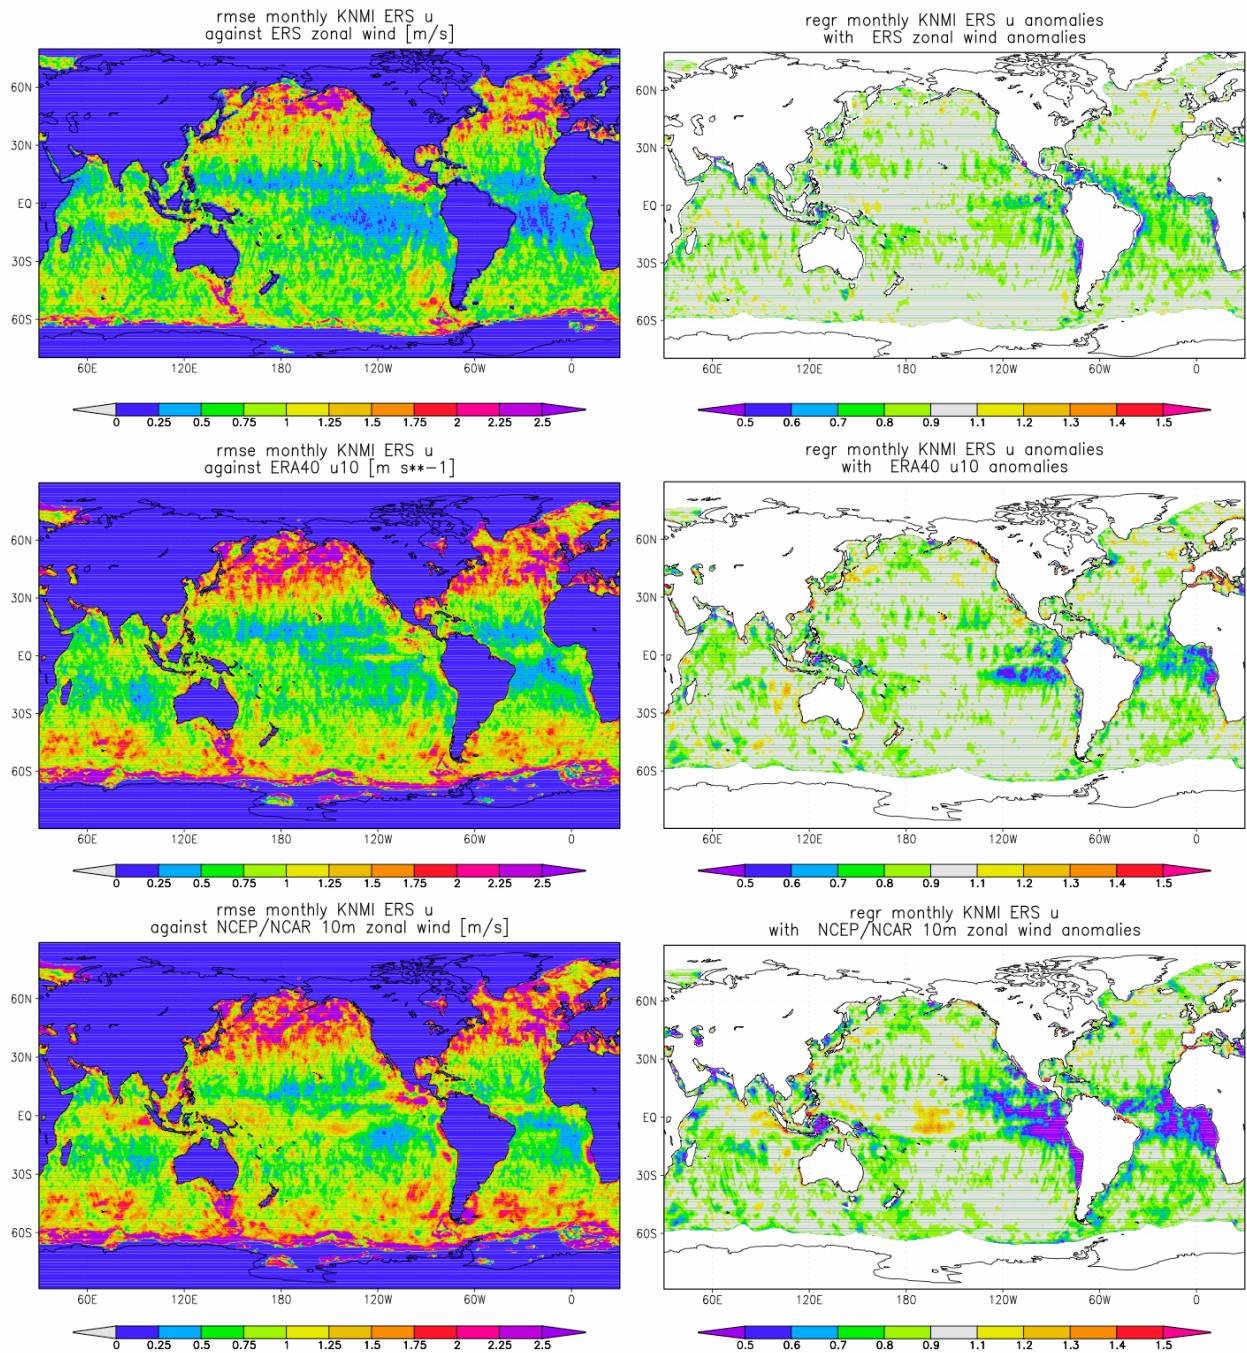 rmse monthly KNMI ERS u
against ERS zonal wind [m/s]
60N
30N
EQ
30S
60S
60E 120E 180 120W 60W 0
0 0.25 0.5 0.75 1 1.25 1.5 1.75 2 2.25 2.5
regr monthly KNMI ERS u anomalies
with ERS zonal wind anomalies
60N
30N
EQ
30S
60S
60E 120E 180 120W 60W 0
0.5 0.6 0.7 0.8 0.9 1.1 1.2 1.3 1.4 1.5
rmse monthly KNMI ERS u
against ERA40 u10 [m s**-1]
60N
30N
EQ
30S
60S
60E 120E 180 120W 60W 0
0 0.25 0.5 0.75 1 1.25 1.5 1.75 2 2.25 2.5
regr monthly KNMI ERS u anomalies
with ERA40 u10 anomalies
60N
30N
EQ
30S
60S
60E 120E 180 120W 60W 0
0.5 0.6 0.7 0.8 0.9 1.1 1.2 1.3 1.4 1.5
rmse monthly KNMI ERS u
against NCEP/NCAR 10m zonal wind [m/s]
60N
30N
EQ
30S
60S
60E 120E 180 120W 60W 0
0 0.25 0.5 0.75 1 1.25 1.5 1.75 2 2.25 2.5
regr monthly KNMI ERS u
with NCEP/NCAR 10m zonal wind anomalies
60N
30N
EQ
30S
60S
60E 120E 180 120W 60W 0
0.5 0.6 0.7 0.8 0.9 1.1 1.2 1.3 1.4 1.5